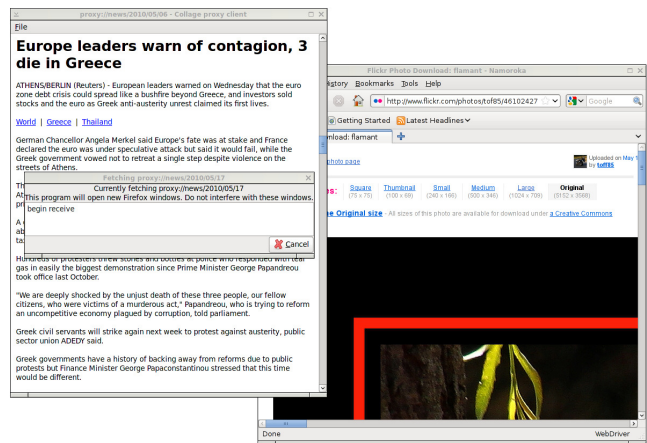 proxy://news/2010/05/06 - Collage proxy client
File
Europe leaders warn of contagion, 3
die in Greece
ATHENS/BERLIN (Reuters) - European leaders warned on Wednesday that the euro
zone debt crisis could spread like a bushfire beyond Greece, and investors sold
stocks and the euro as Greek anti-austerity unrest claimed its first lives.
World | Greece | Thailand
German Chancellor Angela Merkel said Europe's fate was at stake and France
declared the euro was under speculative attack but said it would fail, while the
Greek government vowed not to retreat a single step despite violence on the
streets of Athens.
Fetching proxy://news/2010/05/17
Currently fetching proxy://news/2010/05/17
This program will open new Firefox windows. Do not interfere with these windows.
begin receive
Cancel
Hundreds of protesters threw stones and bottles at police who responded with tear
gas in easily the biggest demonstration since Prime Minister George Papandreou
took office last October.
"We are deeply shocked by the unjust death of these three people, our fellow
citizens, who were victims of a murderous act," Papandreou, who is trying to reform
an uncompetitive economy plagued by corruption, told parliament.
Greek civil servants will strike again next week to protest against austerity, public
sector union ADEDY said.
Greek governments have a history of backing away from reforms due to public
protests but Finance Minister George Papaconstantinou stressed that this time
would be different.
Flickr Photo Download: flamant - Namoroka
History Bookmarks Tools Help
http://www.flickr.com/photos/tof85/46102427
Google
Getting Started Latest Headlines
nload: flamant
photo page
Uploaded on May 1
by toff85
es: Square Thumbnail Small Medium Large Original
(75 x 75) (100 x 68) (240 x 166) (500 x 346) (1024 x 708) (5152 x 3568)
he Original size - All sizes of this photo are available for download under a Creative Commons
Done
WebDriver